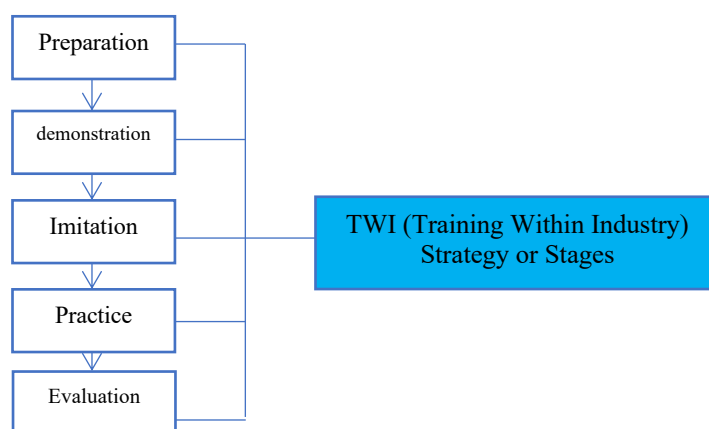 Preparation
demonstration
Imitation
Practice
Evaluation
TWI (Training Within Industry)
Strategy or Stages